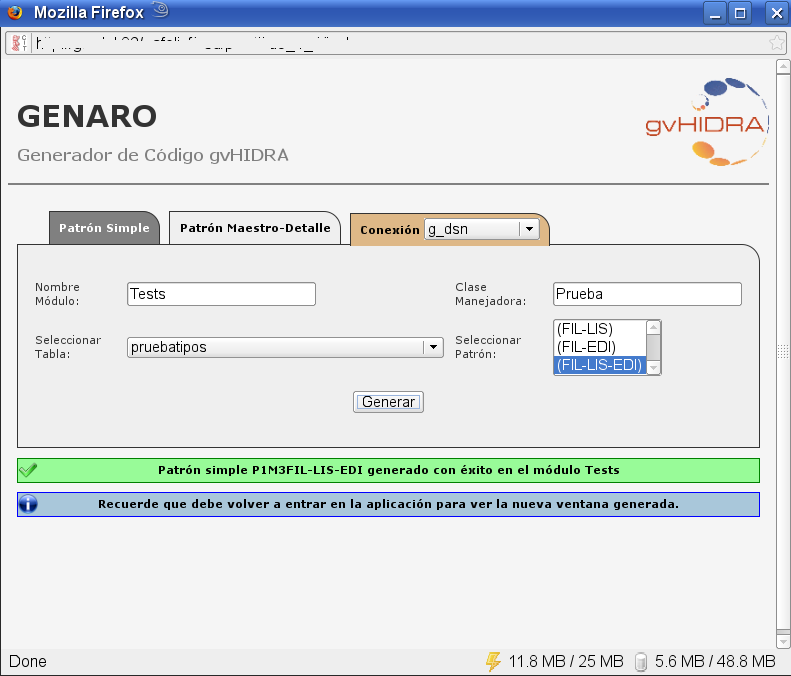 Mozilla Firefox
GENARO
Generador de Código gvHIDRA
gvHIDRA
Patrón Simple
Patrón Maestro-Detalle
Conexión g_dsn
Nombre
Módulo:
Tests
Clase
Manejadora:
Prueba
Seleccionar
Tabla:
pruebatipos
Seleccionar
Patrón:
(FIL-LIS)
(FIL-EDI)
(FIL-LIS-EDI)
Generar
Patrón simple P1M3FIL-LIS-EDI generado con éxito en el módulo Tests
Recuerde que debe volver a entrar en la aplicación para ver la nueva ventana generada.
Done
11.8 MB / 25 MB
5.6 MB / 48.8 MB